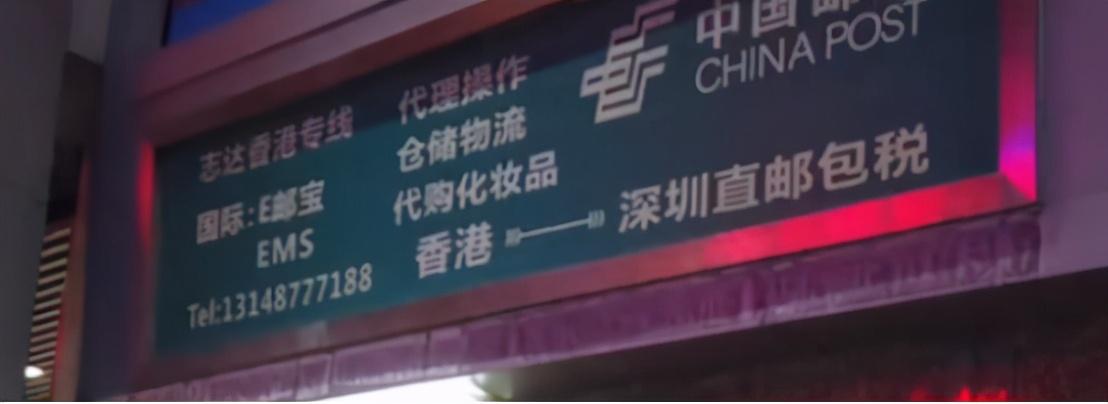 志达香港专线
国际:E邮宝
EMS
Tel:13148777188
代理操作
仓储物流
代购化妆品
香港 深圳直邮包税
中国邮
CHINA POST